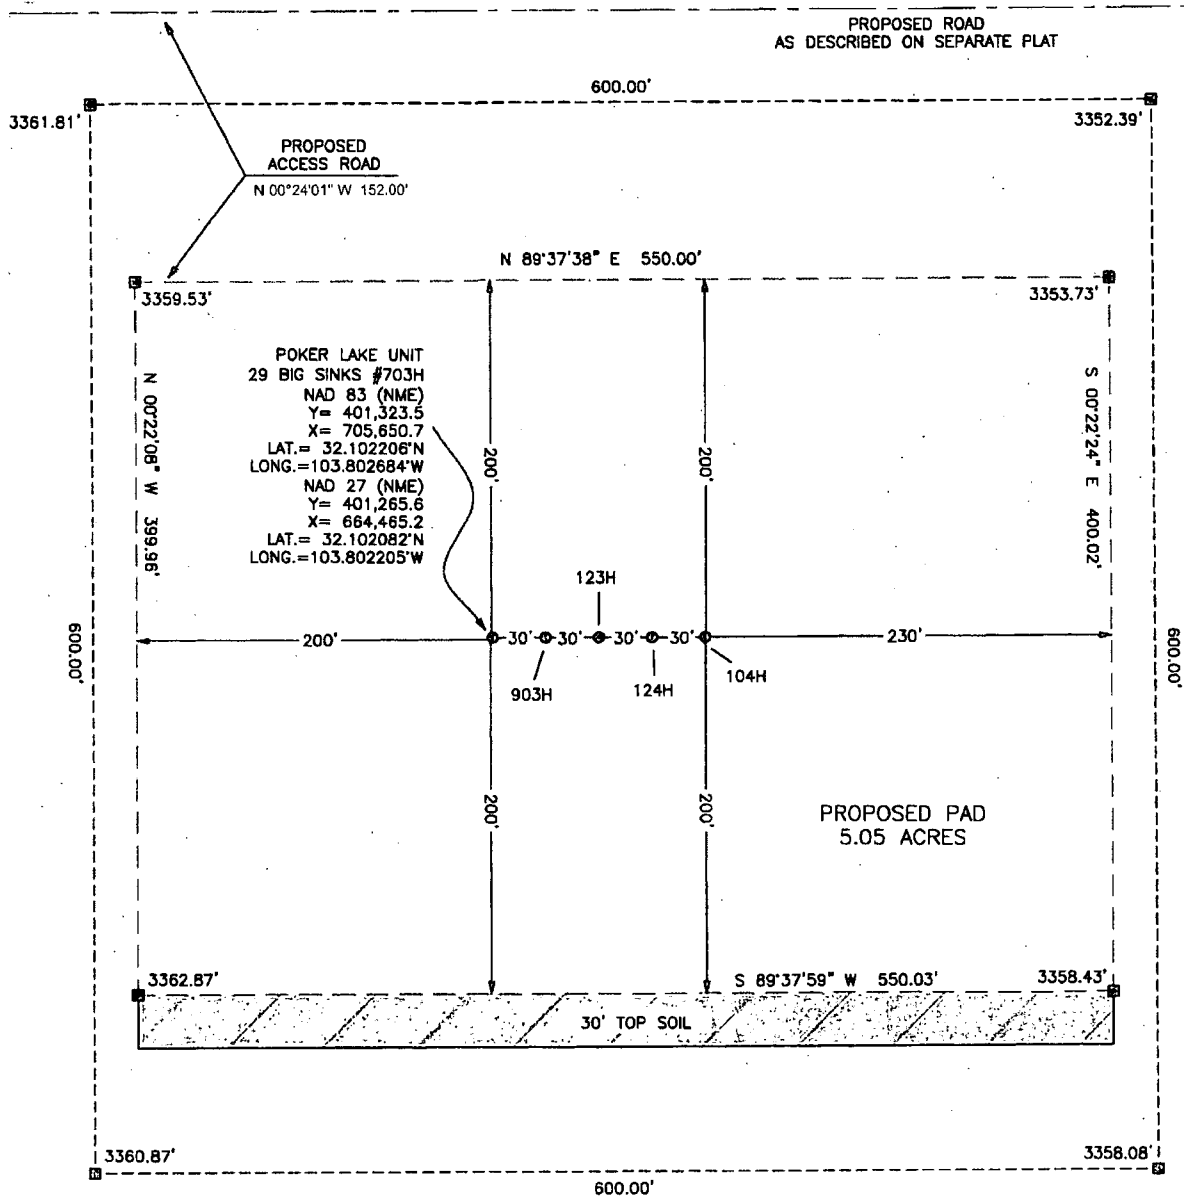 PROPOSED ROAD
AS DESCRIBED ON SEPARATE PLAT
600.00'
3361.81'
3352.39'
PROPOSED
ACCESS ROAD
N 00°24'01" W 152.00'
N 89°37'38" E 550.00'
3359.53'
3353.73'
POKER LAKE UNIT
29 BIG SINKS #703H
NAD 83 (NME)
Y= 401,323.5
X= 705,650.7
LAT.= 32.102206°N
LONG.=103.802684°W
NAD 27 (NME)
Y= 401,265.6
X= 664,465.2
LAT.= 32.102082°N
LONG.=103.802205°W
N 00°22'08" W 399.96'
S 00°22'24" E 400.02'
200'
200'
123H
600.00'
200'
30'
30'
30'
30'
230'
600.00'
903H
124H
104H
200'
200'
PROPOSED PAD
5.05 ACRES
3362.87'
S 89°37'59" W 550.03'
3358.43'
30' TOP SOIL
3360.87'
3358.08'
600.00'